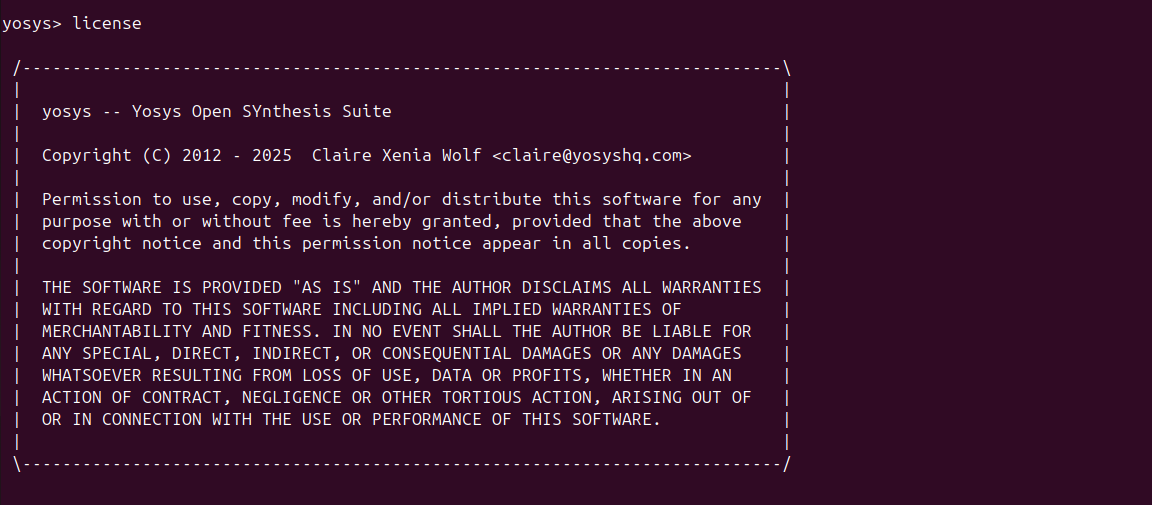 yosys> license
/----------------------------------------------------------------------------\
|                                                                            |
|  yosys -- Yosys Open SYnthesis Suite                                       |
|                                                                            |
|  Copyright (C) 2012 - 2025  Claire Xenia Wolf <claire@yosyshq.com>         |
|                                                                            |
|  Permission to use, copy, modify, and/or distribute this software for any  |
|  purpose with or without fee is hereby granted, provided that the above    |
|  copyright notice and this permission notice appear in all copies.         |
|                                                                            |
|  THE SOFTWARE IS PROVIDED "AS IS" AND THE AUTHOR DISCLAIMS ALL WARRANTIES  |
|  WITH REGARD TO THIS SOFTWARE INCLUDING ALL IMPLIED WARRANTIES OF          |
|  MERCHANTABILITY AND FITNESS. IN NO EVENT SHALL THE AUTHOR BE LIABLE FOR   |
|  ANY SPECIAL, DIRECT, INDIRECT, OR CONSEQUENTIAL DAMAGES OR ANY DAMAGES    |
|  WHATSOEVER RESULTING FROM LOSS OF USE, DATA OR PROFITS, WHETHER IN AN     |
|  ACTION OF CONTRACT, NEGLIGENCE OR OTHER TORTIOUS ACTION, ARISING OUT OF   |
|  OR IN CONNECTION WITH THE USE OR PERFORMANCE OF THIS SOFTWARE.            |
|                                                                            |
\----------------------------------------------------------------------------/